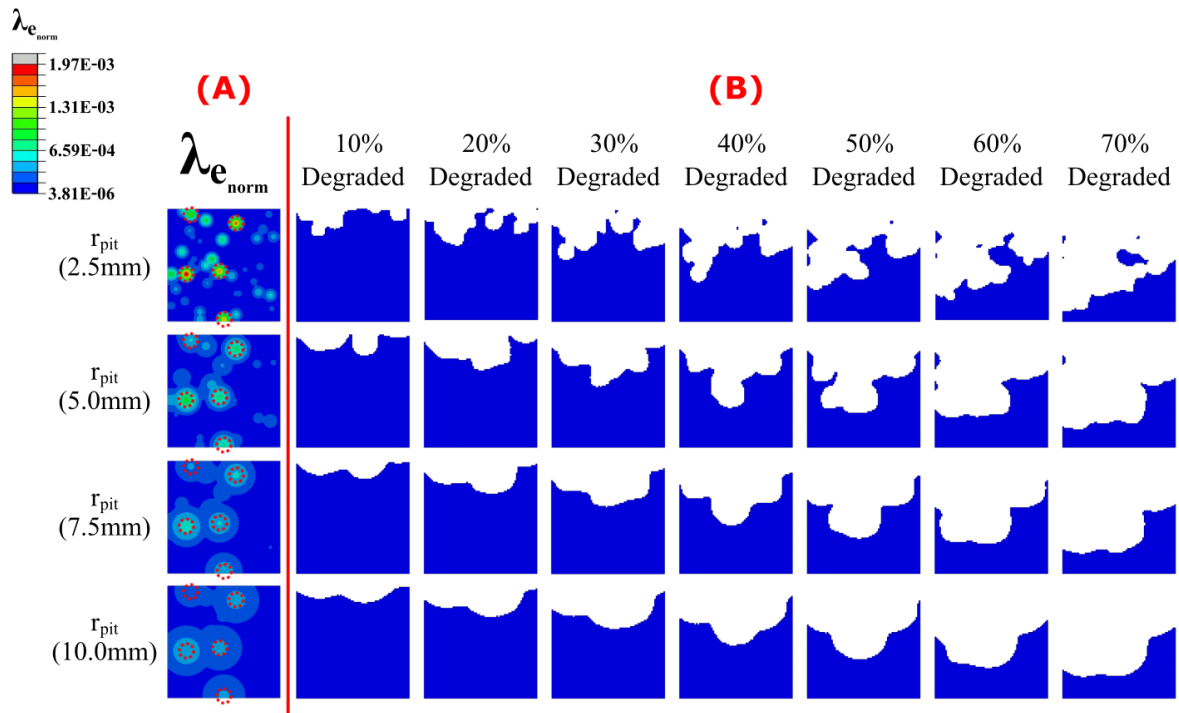 λe norm
1.97E-03
1.31E-03
6.59E-04
3.81E-06
(A)
(B)
λe norm
10% Degraded
20% Degraded
30% Degraded
40% Degraded
50% Degraded
60% Degraded
70% Degraded
rpit
(2.5mm)
rpit
(5.0mm)
rpit
(7.5mm)
rpit
(10.0mm)